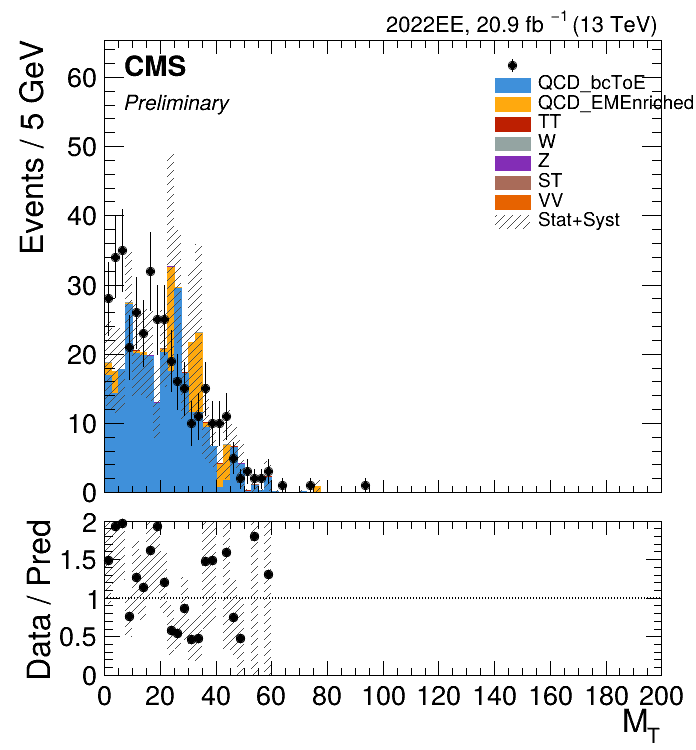 2022EE, 20.9 fb ⁻¹ (13 TeV)
Events / 5 GeV
60
50
40
30
20
10
0
CMS
Preliminary
QCD_bcToE
QCD_EMEnriched
TT
W
Z
ST
VV
Stat+Syst
Data / Pred
2
1.5
1
0.5
0
0 20 40 60 80 100 120 140 160 180 200
M_T